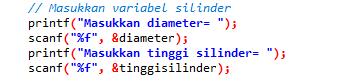 // Masukkan variabel silinder
printf("Masukkan diameter= ");
scanf("%f", &diameter);
printf("Masukkan tinggi silinder= ");
scanf("%f", &tinggisilinder);